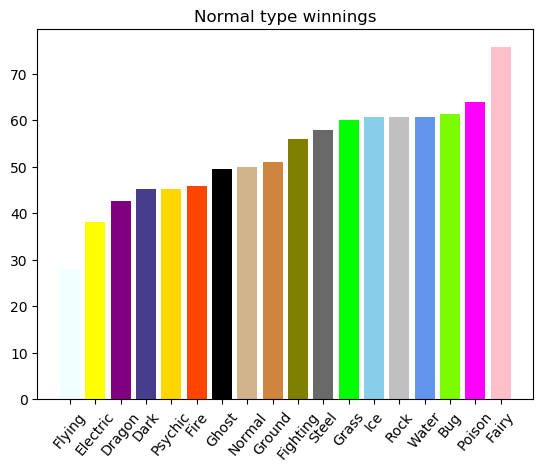 Normal type winnings
70
60
50
40
30
20
10
0
Flying
Electric
Dragon
Dark
Psychic
Fire
Ghost
Normal
Ground
Fighting
Steel
Grass
Ice
Rock
Water
Bug
Poison
Fairy